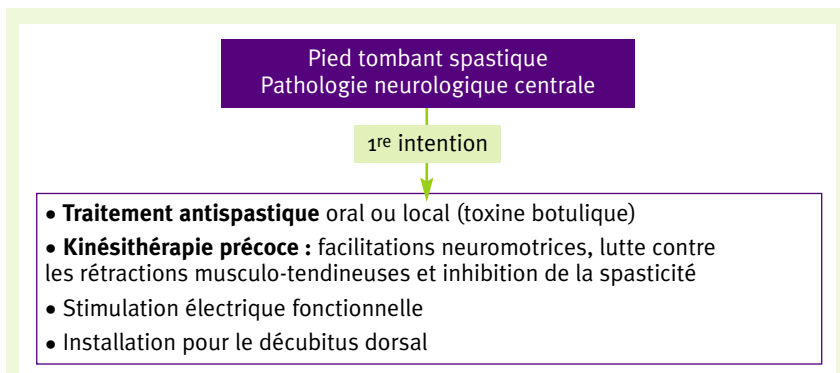 Pied tombant spastique
Pathologie neurologique centrale
1re intention
• Traitement antispastique oral ou local (toxine botulique)
• Kinésithérapie précoce : facilitations neuromotrices, lutte contre
les rétractions musculo-tendineuses et inhibition de la spasticité
• Stimulation électrique fonctionnelle
• Installation pour le décubitus dorsal